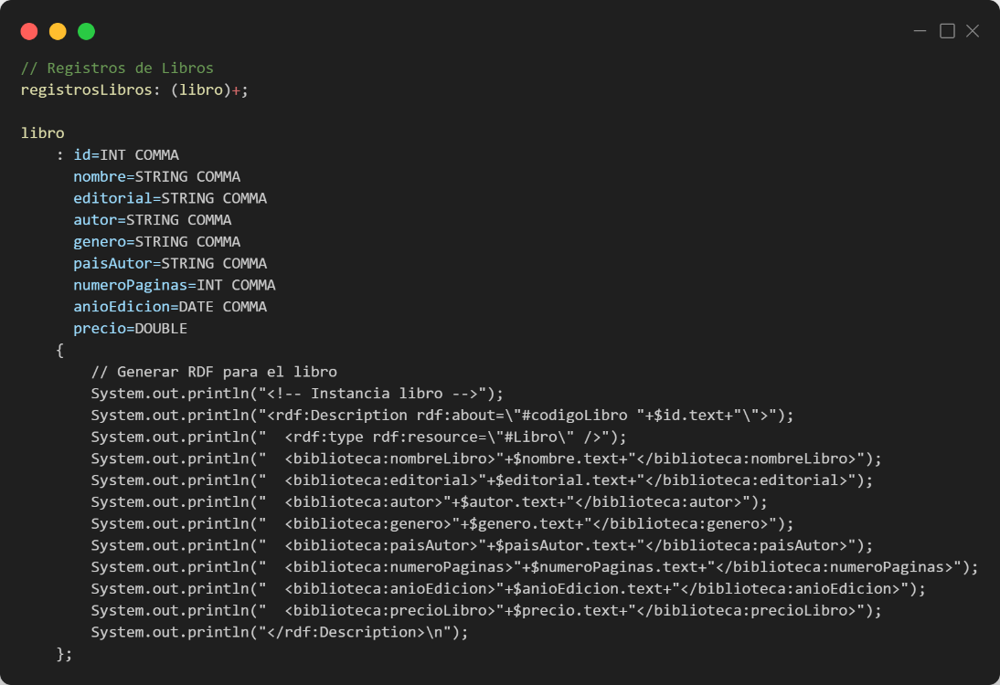 // Registros de Libros
registrosLibros: (libro)+;

libro
    : id=INT COMMA
      nombre=STRING COMMA
      editorial=STRING COMMA
      autor=STRING COMMA
      genero=STRING COMMA
      paisAutor=STRING COMMA
      numeroPaginas=INT COMMA
      anioEdicion=DATE COMMA
      precio=DOUBLE
    {
        // Generar RDF para el libro
        System.out.println("<!-- Instancia libro -->");
        System.out.println("<rdf:Description rdf:about=\"#codigoLibro "+$id.text+"\">");
        System.out.println("  <rdf:type rdf:resource=\"#Libro\" />");
        System.out.println("  <biblioteca:nombreLibro>"+$nombre.text+"</biblioteca:nombreLibro>");
        System.out.println("  <biblioteca:editorial>"+$editorial.text+"</biblioteca:editorial>");
        System.out.println("  <biblioteca:autor>"+$autor.text+"</biblioteca:autor>");
        System.out.println("  <biblioteca:genero>"+$genero.text+"</biblioteca:genero>");
        System.out.println("  <biblioteca:paisAutor>"+$paisAutor.text+"</biblioteca:paisAutor>");
        System.out.println("  <biblioteca:numeroPaginas>"+$numeroPaginas.text+"</biblioteca:numeroPaginas>");
        System.out.println("  <biblioteca:anioEdicion>"+$anioEdicion.text+"</biblioteca:anioEdicion>");
        System.out.println("  <biblioteca:precioLibro>"+$precio.text+"</biblioteca:precioLibro>");
        System.out.println("</rdf:Description>\n");
    };